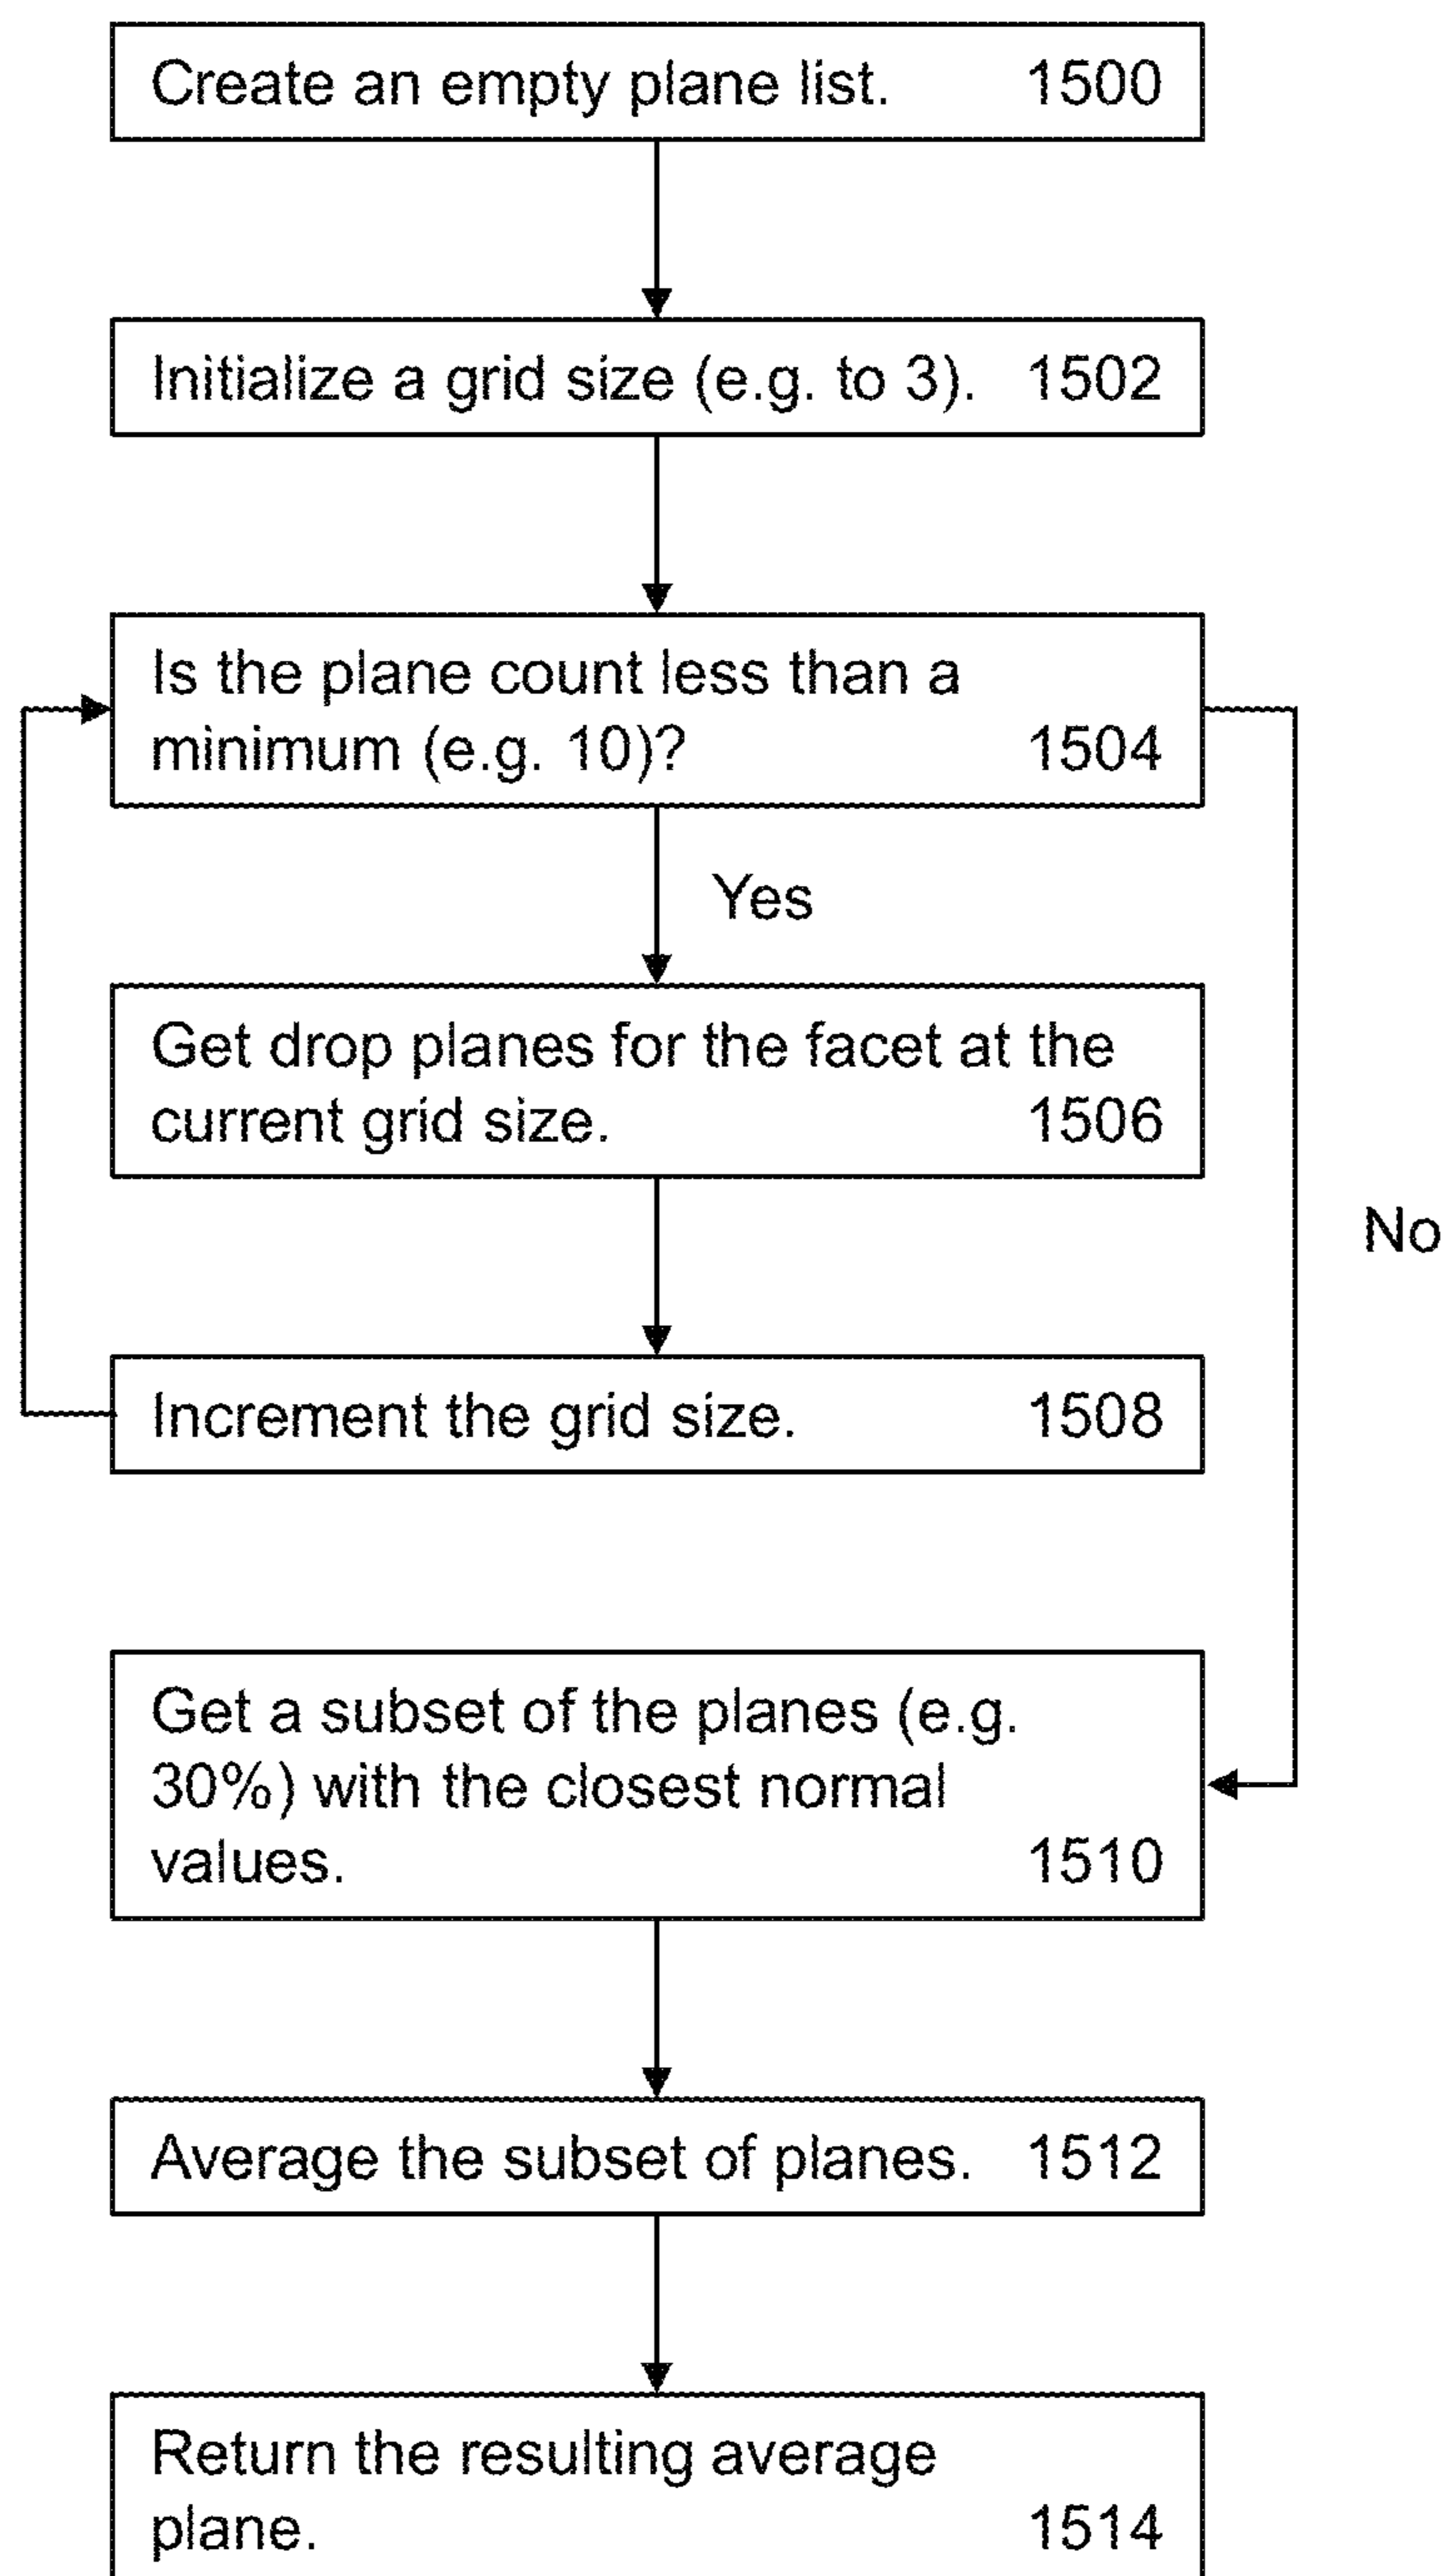 Create an empty plane list. 1500
Initialize a grid size (e.g. to 3). 1502
Is the plane count less than a
minimum (e.g. 10)? 1504
Yes
Get drop planes for the facet at the
current grid size. 1506
No
Increment the grid size. 1508
Get a subset of the planes (e.g.
30%) with the closest normal
values. 1510
Average the subset of planes. 1512
Return the resulting average
plane. 1514